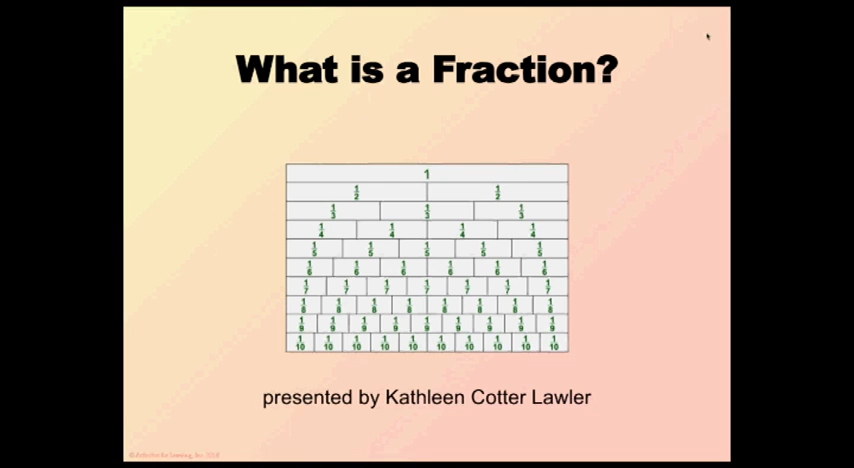 What is a Fraction?
1
1/2 1/2
1/3 1/3 1/3
1/4 1/4 1/4 1/4
1/5 1/5 1/5 1/5 1/5
1/6 1/6 1/6 1/6 1/6 1/6
1/7 1/7 1/7 1/7 1/7 1/7 1/7
1/8 1/8 1/8 1/8 1/8 1/8 1/8 1/8
1/9 1/9 1/9 1/9 1/9 1/9 1/9 1/9 1/9
1/10 1/10 1/10 1/10 1/10 1/10 1/10 1/10 1/10 1/10
presented by Kathleen Cotter Lawler